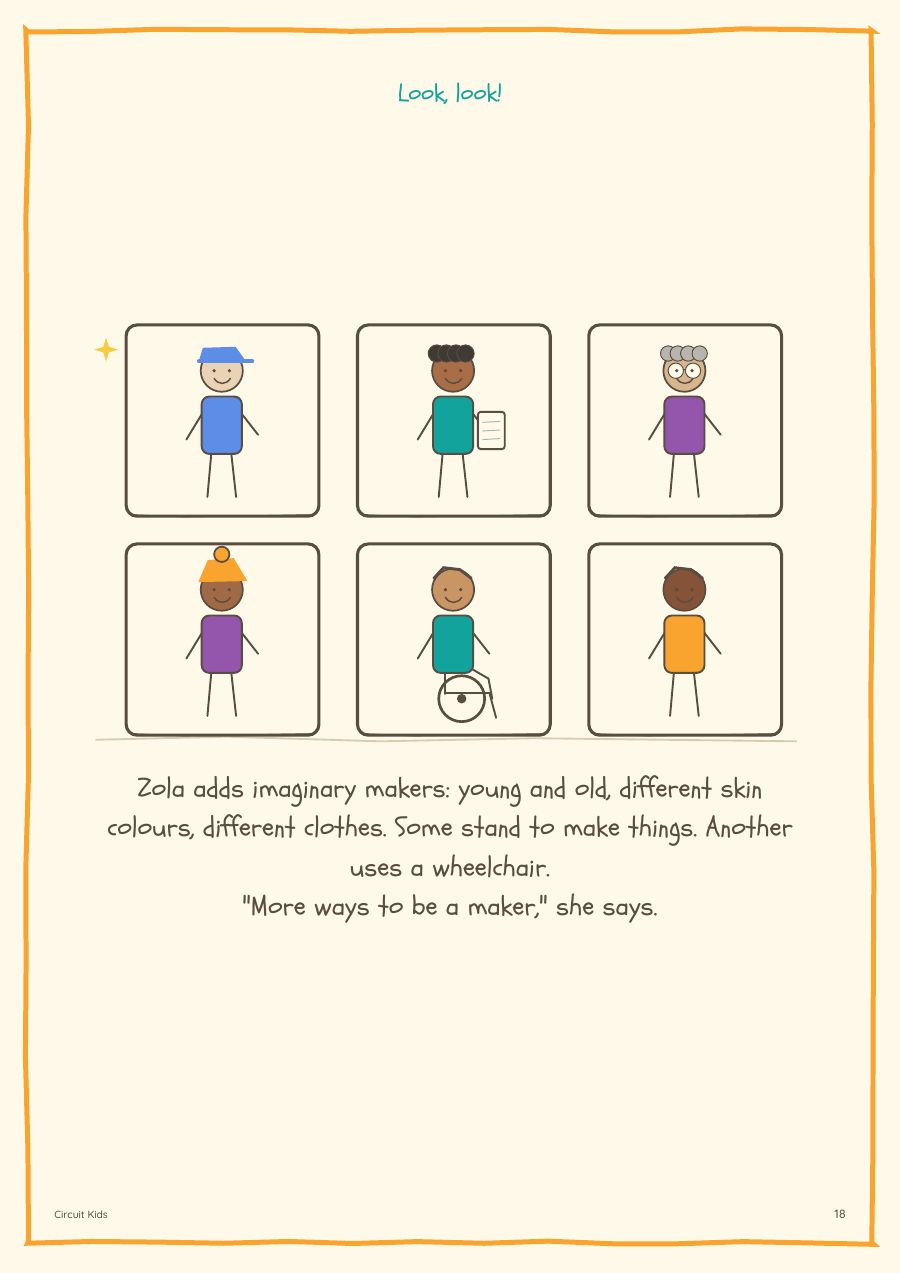 Look, look!
Zola adds imaginary makers: young and old, different skin
colours, different clothes. Some stand to make things. Another
uses a wheelchair.
"More ways to be a maker," she says.
Circuit Kids
18